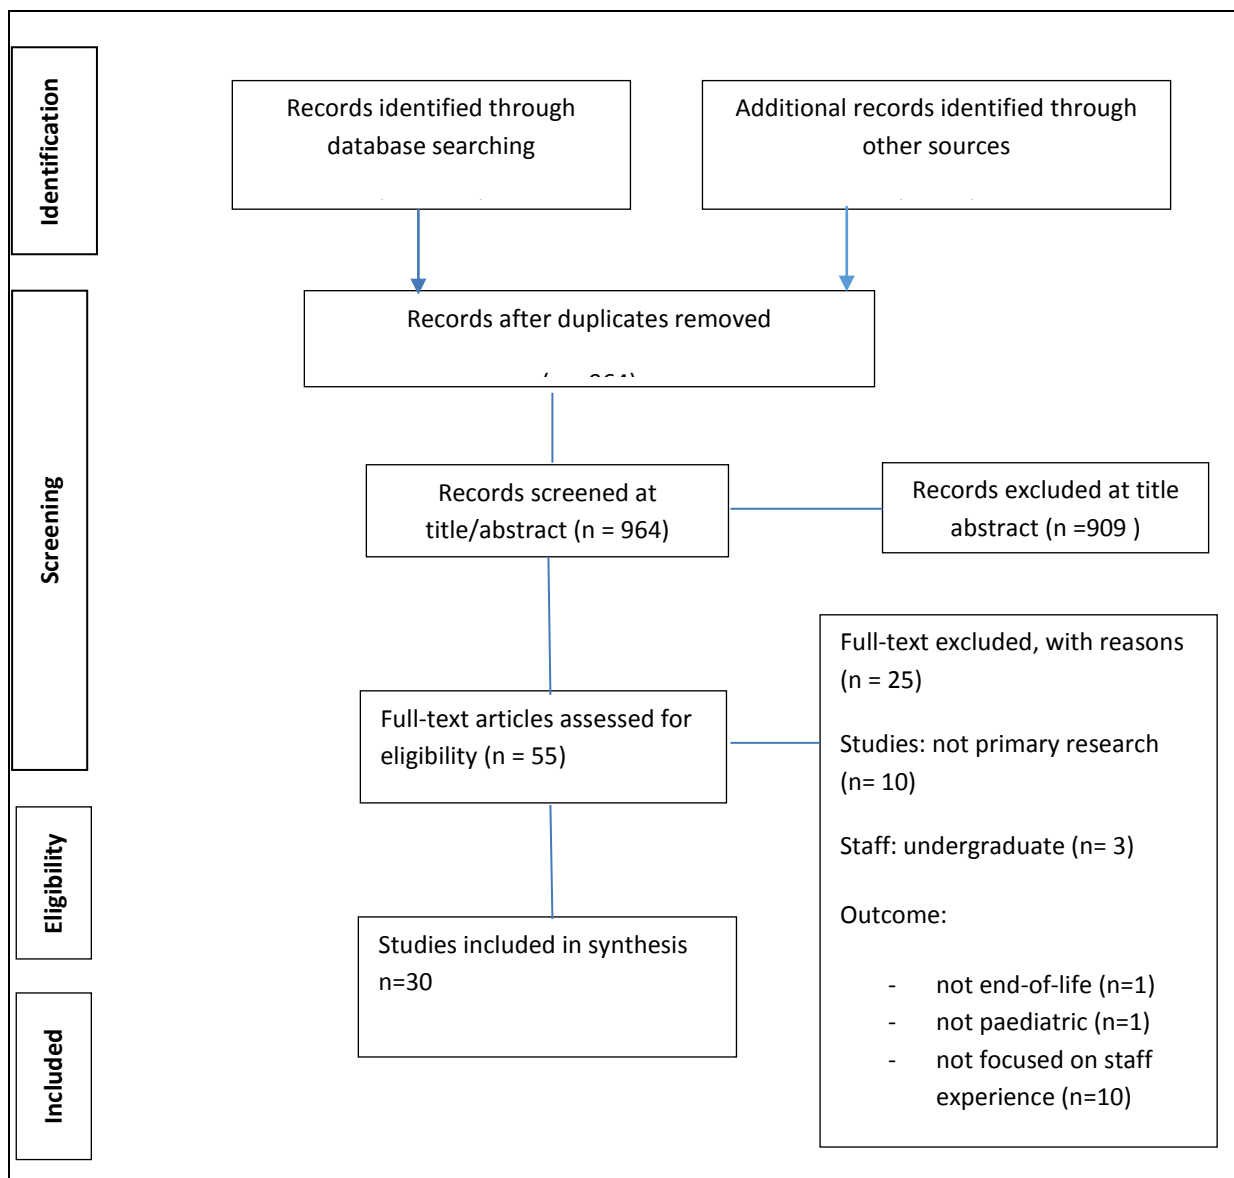 Identification
Records identified through
database searching
Additional records identified through
other sources
Records after duplicates removed
Screening
Records screened at
title/abstract (n = 964)
Records excluded at title
abstract (n =909 )
Full-text articles assessed for
eligibility (n = 55)
Full-text excluded, with reasons
(n = 25)
Studies: not primary research
(n= 10)
Staff: undergraduate (n= 3)
Outcome:
- not end-of-life (n=1)
- not paediatric (n=1)
- not focused on staff
experience (n=10)
Eligibility
Studies included in synthesis
n=30
Included